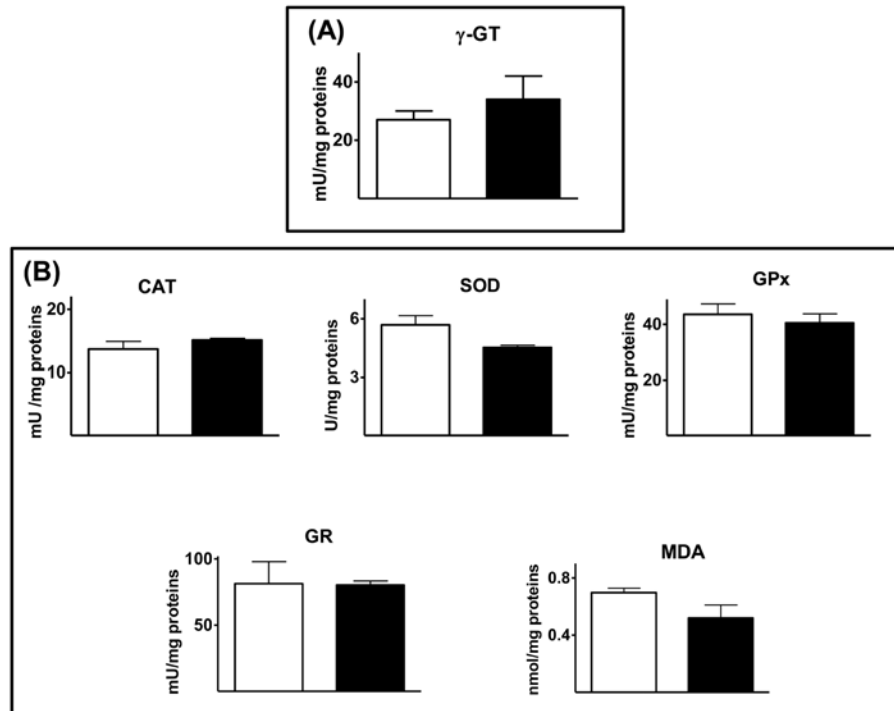 (A)
γ-GT
mU/mg proteins
40
20
(B)
CAT
mU /mg proteins
20
10
SOD
U/mg proteins
6
3
GPx
mU/mg proteins
40
20
GR
mU/mg proteins
100
50
MDA
nmol/mg proteins
0.8
0.4